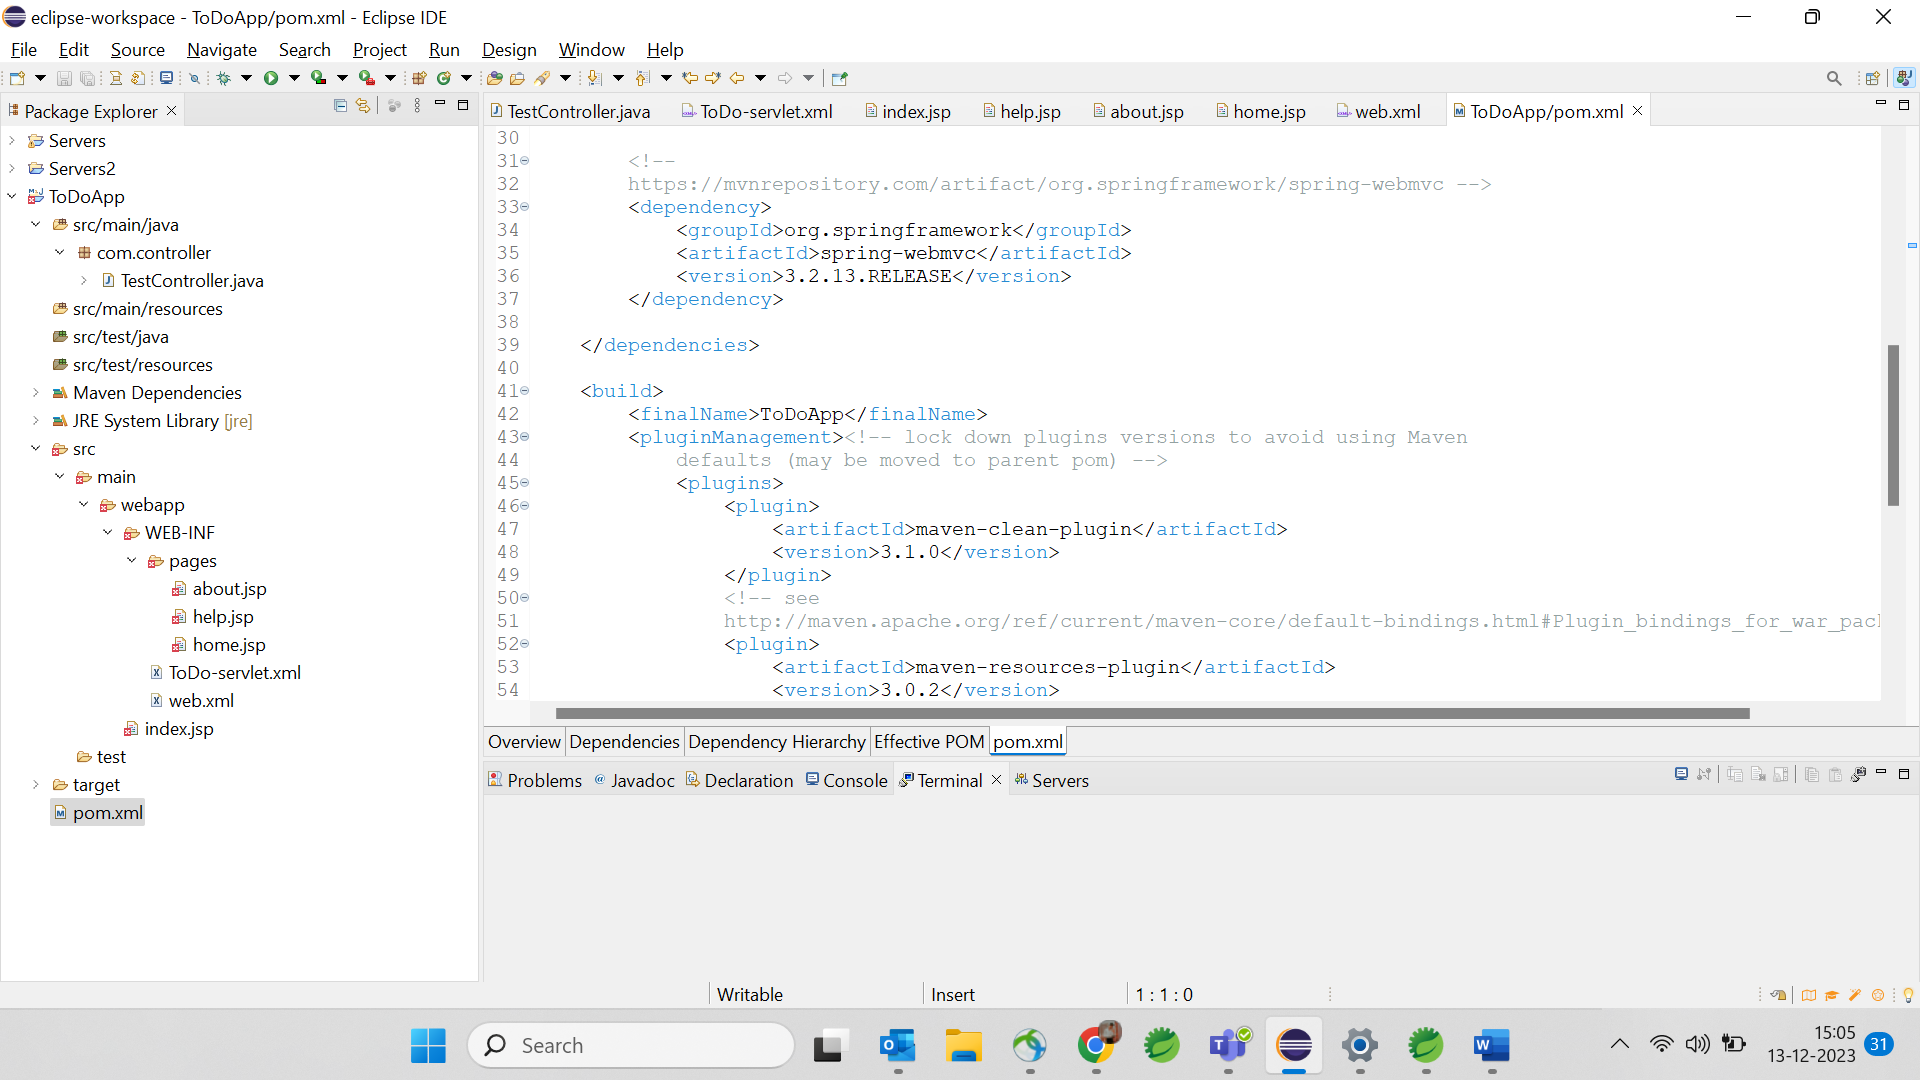 eclipse-workspace - ToDoApp/pom.xml - Eclipse IDE
File Edit Source Navigate Search Project Run Design Window Help
Package Explorer
Servers
Servers2
ToDoApp
src/main/java
com.controller
TestController.java
src/main/resources
src/test/java
src/test/resources
Maven Dependencies
JRE System Library [jre]
src
main
webapp
WEB-INF
pages
about.jsp
help.jsp
home.jsp
ToDo-servlet.xml
web.xml
index.jsp
test
target
pom.xml
TestController.java ToDo-servlet.xml index.jsp help.jsp about.jsp home.jsp web.xml ToDoApp/pom.xml
30
31 <!--
32 https://mvnrepository.com/artifact/org.springframework/spring-webmvc -->
33 <dependency>
34 <groupId>org.springframework</groupId>
35 <artifactId>spring-webmvc</artifactId>
36 <version>3.2.13.RELEASE</version>
37 </dependency>
38
39 </dependencies>
40
41 <build>
42 <finalName>ToDoApp</finalName>
43 <pluginManagement><!-- lock down plugins versions to avoid using Maven
44 defaults (may be moved to parent pom) -->
45 <plugins>
46 <plugin>
47 <artifactId>maven-clean-plugin</artifactId>
48 <version>3.1.0</version>
49 </plugin>
50 <!-- see
51 http://maven.apache.org/ref/current/maven-core/default-bindings.html#Plugin_bindings_for_war_pac
52 <plugin>
53 <artifactId>maven-resources-plugin</artifactId>
54 <version>3.0.2</version>
Overview Dependencies Dependency Hierarchy Effective POM pom.xml
Problems Javadoc Declaration Console Terminal Servers
Writable Insert 1 : 1 : 0
Search
15:05
13-12-2023
31